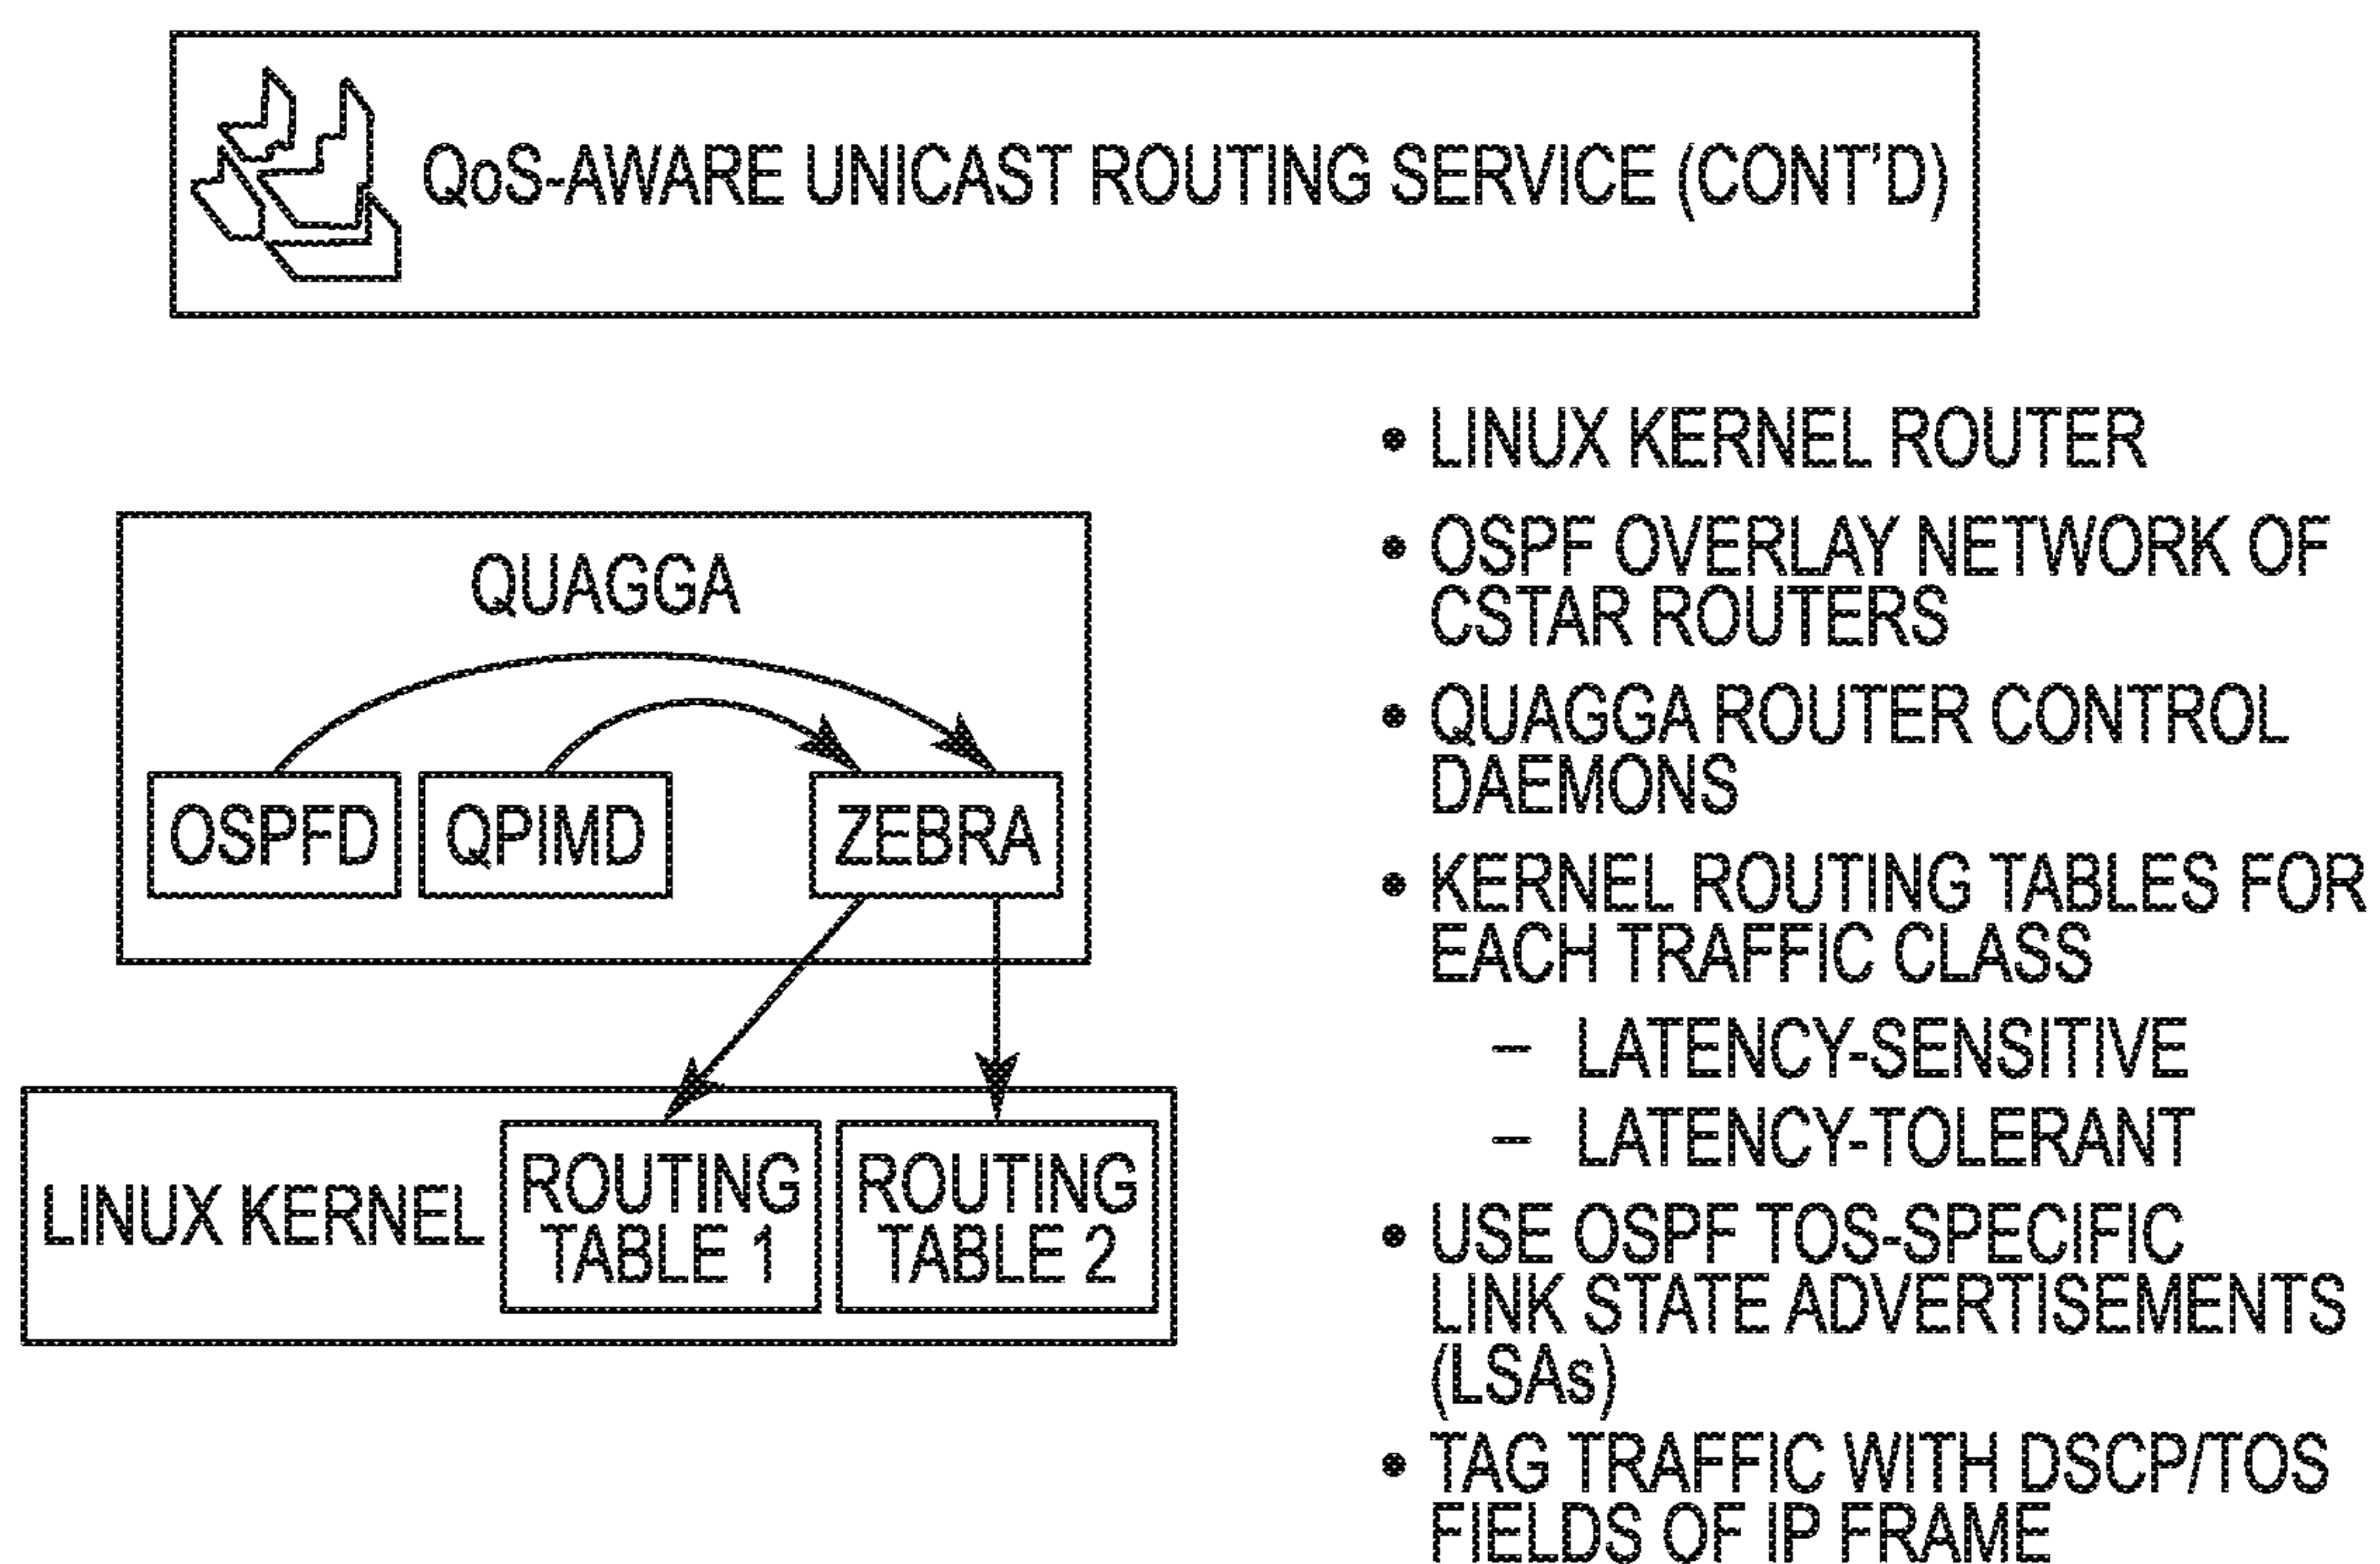 QoS-AWARE UNICAST ROUTING SERVICE (CONT'D)
QUAGGA
OSPFD
QPIMD
ZEBRA
LINUX KERNEL
ROUTING
TABLE 1
ROUTING
TABLE 2
• LINUX KERNEL ROUTER
• OSPF OVERLAY NETWORK OF
CSTAR ROUTERS
• QUAGGA ROUTER CONTROL
DAEMONS
• KERNEL ROUTING TABLES FOR
EACH TRAFFIC CLASS
– LATENCY-SENSITIVE
– LATENCY-TOLERANT
• USE OSPF TOS-SPECIFIC
LINK STATE ADVERTISEMENTS
(LSAs)
• TAG TRAFFIC WITH DSCP/TOS
FIELDS OF IP FRAME